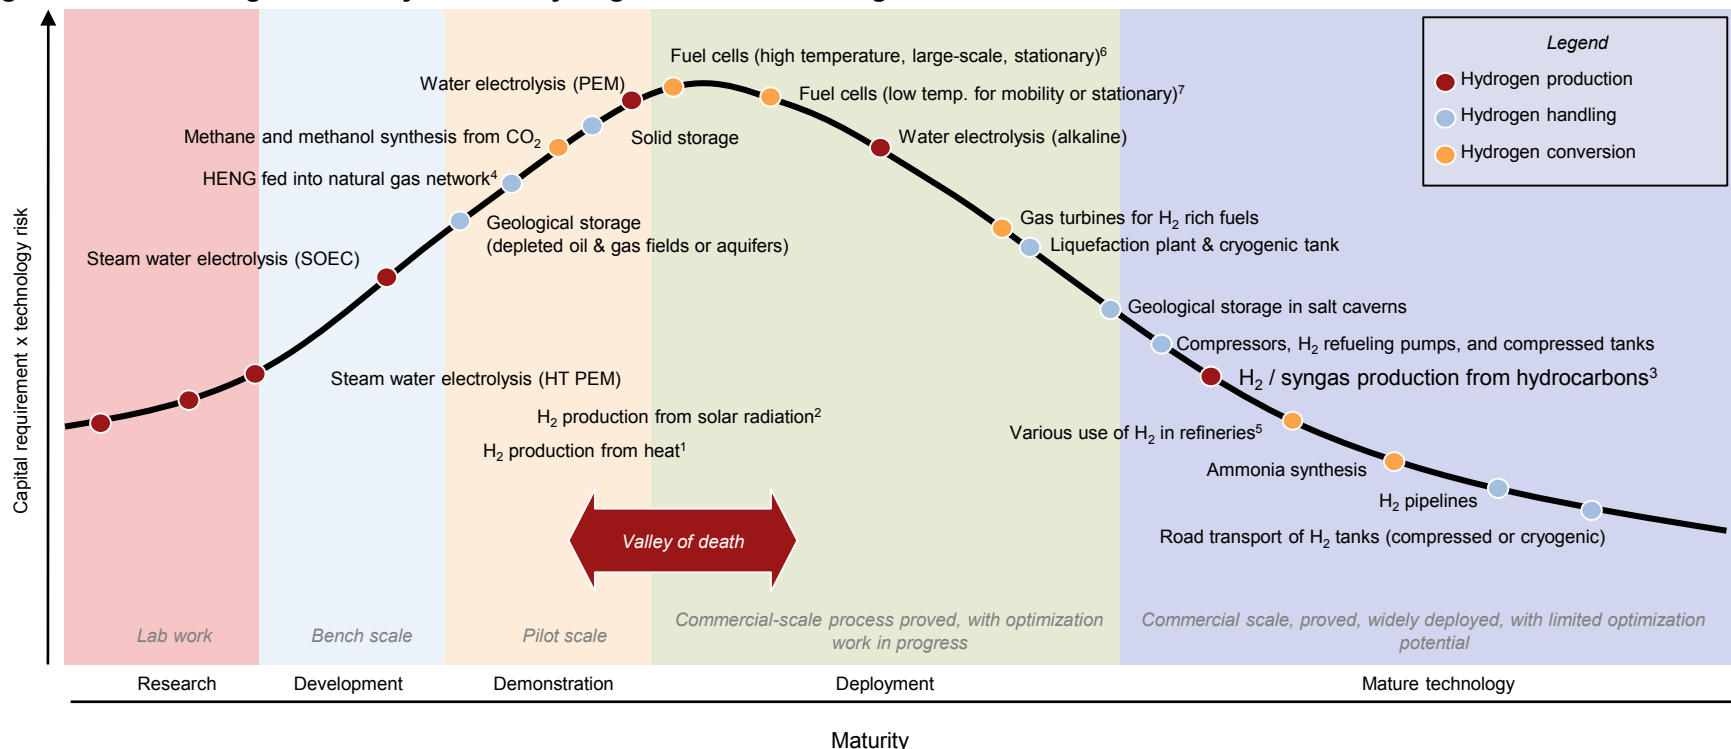 Capital requirement x technology risk
Legend
Hydrogen production
Hydrogen handling
Hydrogen conversion
Fuel cells (high temperature, large-scale, stationary)⁶
Water electrolysis (PEM)
Fuel cells (low temp. for mobility or stationary)⁷
Methane and methanol synthesis from CO₂
Solid storage
Water electrolysis (alkaline)
HENG fed into natural gas network⁴
Geological storage
(depleted oil & gas fields or aquifers)
Gas turbines for H₂ rich fuels
Liquefaction plant & cryogenic tank
Steam water electrolysis (SOEC)
Geological storage in salt caverns
Compressors, H₂ refueling pumps, and compressed tanks
Steam water electrolysis (HT PEM)
H₂ / syngas production from hydrocarbons³
H₂ production from solar radiation²
Various use of H₂ in refineries⁵
H₂ production from heat¹
Ammonia synthesis
H₂ pipelines
Road transport of H₂ tanks (compressed or cryogenic)
Valley of death
Lab work
Bench scale
Pilot scale
Commercial-scale process proved, with optimization
work in progress
Commercial scale, proved, widely deployed, with limited optimization
potential
Research
Development
Demonstration
Deployment
Mature technology
Maturity